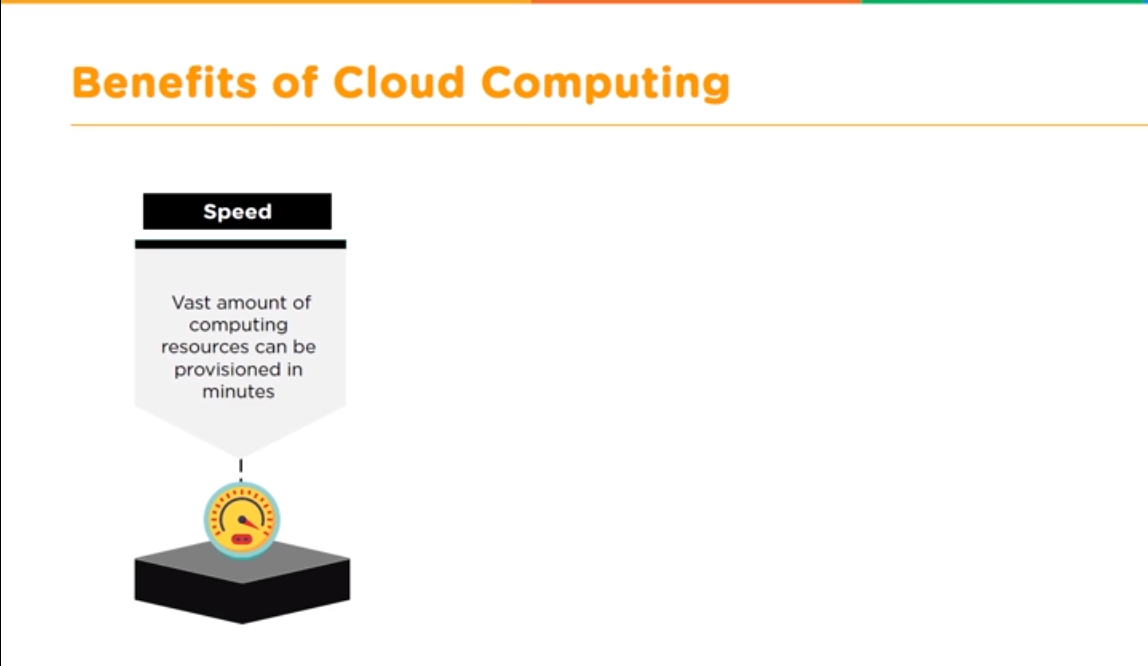 Benefits of Cloud Computing
Speed
Vast amount of
computing
resources can be
provisioned in
minutes